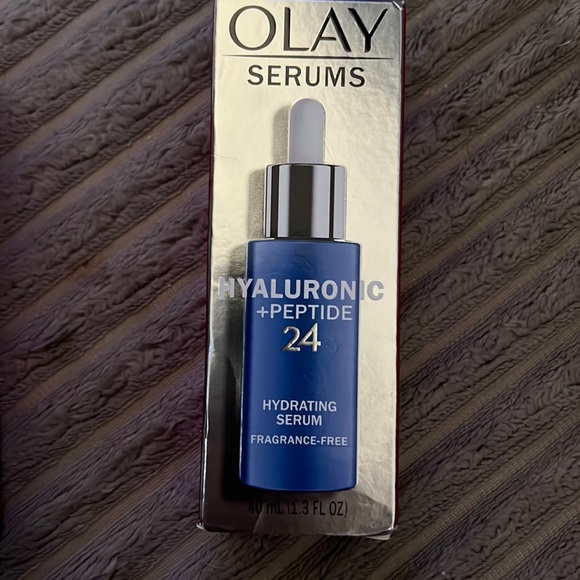 OLAY
SERUMS
HYALURONIC
+PEPTIDE
24
HYDRATING
SERUM
FRAGRANCE-FREE
40 mL (1.3 FL OZ)